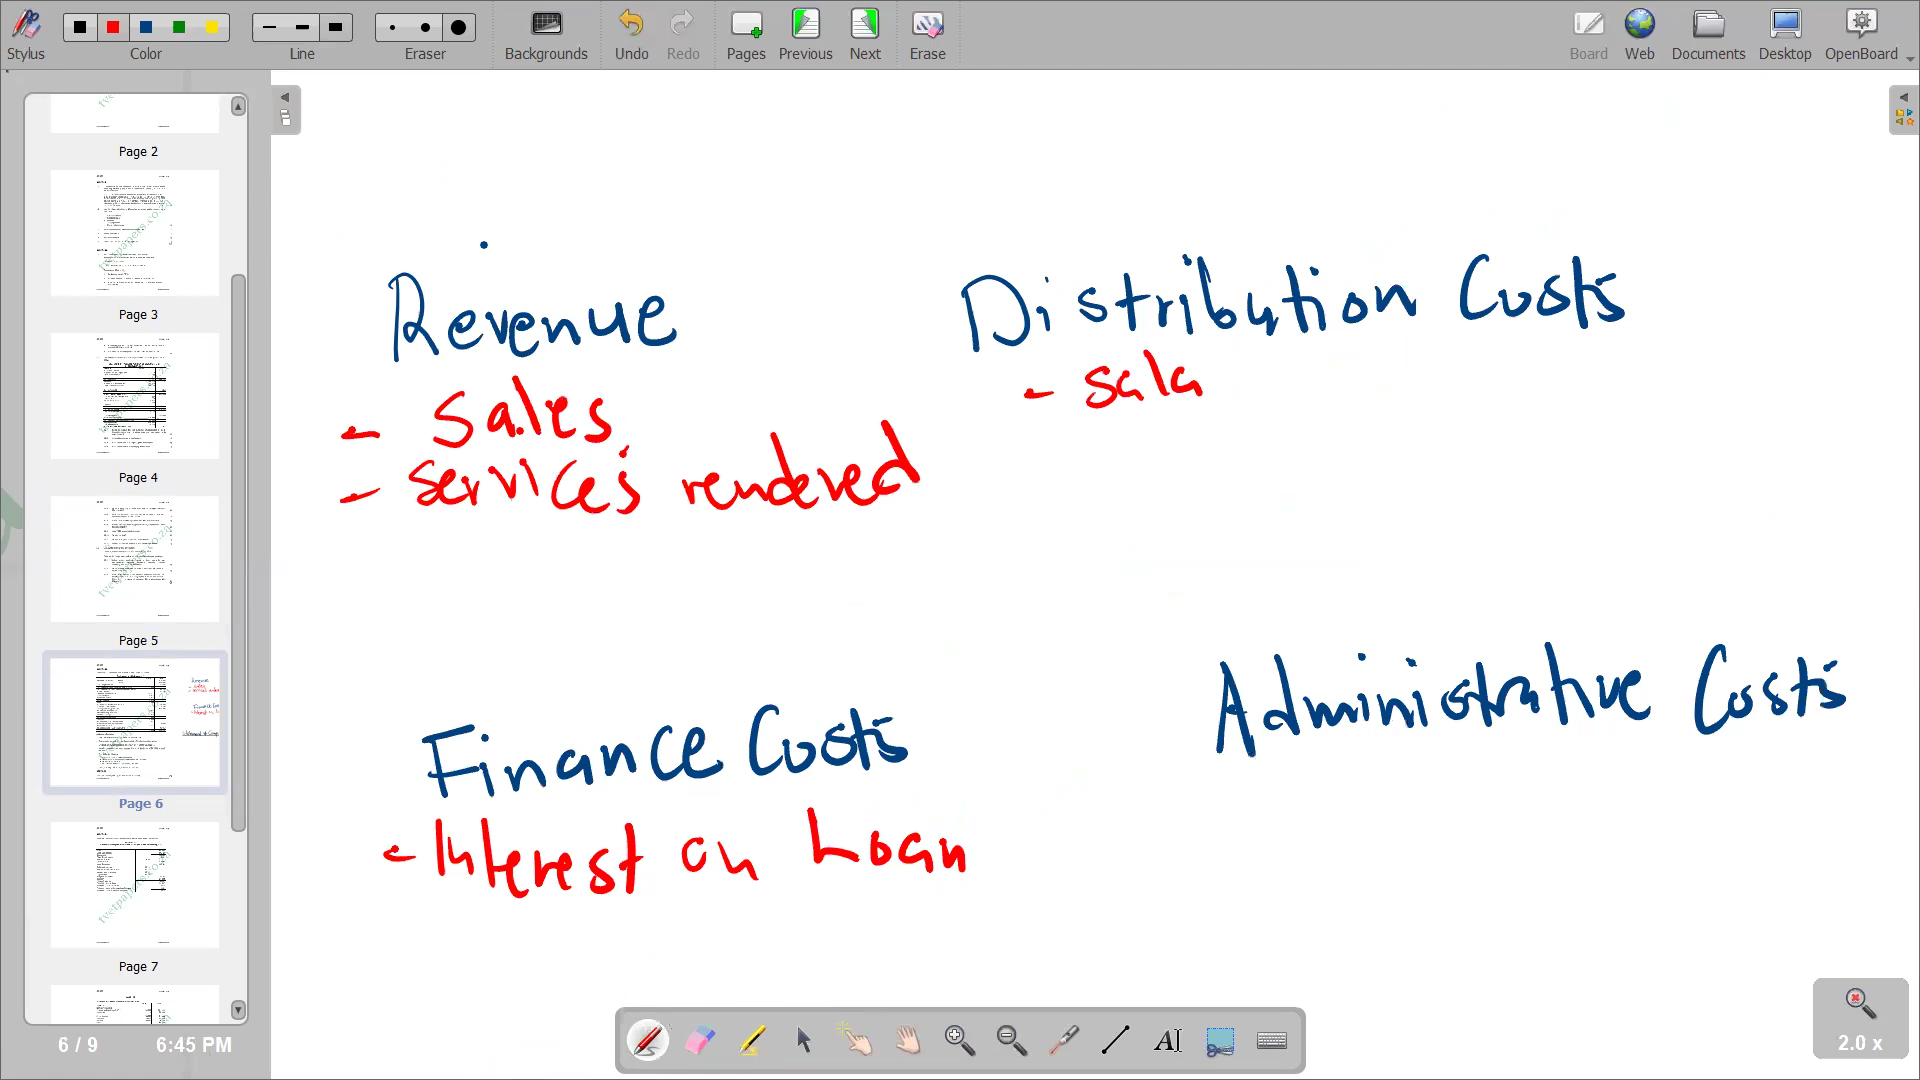 Stylus
Color
Line
Eraser
Backgrounds
Undo
Redo
Pages
Previous
Next
Erase
Board
Web
Documents
Desktop
OpenBoard
Page 2
Page 3
Page 4
Page 5
Page 6
Page 7
6 / 9
6:45 PM
Revenue
- Sales
- Services rendered
Distribution Costs
- Sala
Finance Costs
- Interest on Loan
Administrative Costs
2.0 x